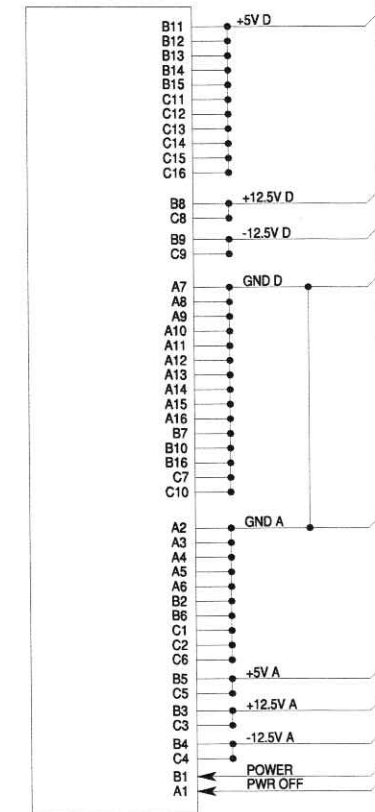 B11 +5V D
B12
B13
B14
B15
C11
C12
C13
C14
C15
C16
B8 +12.5V D
C8
B9 -12.5V D
C9
A7 GND D
A8
A9
A10
A11
A12
A13
A14
A15
A16
B7
B10
B16
C7
C10
A2 GND A
A3
A4
A5
A6
B2
B6
C1
C2
C6
B5 +5V A
C5
B3 +12.5V A
C3
B4 -12.5V A
C4
B1 POWER
A1 PWR OFF